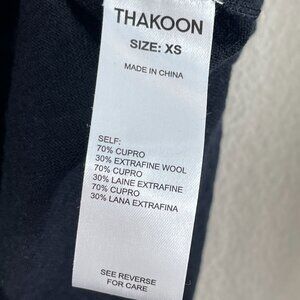 THAKOON
SIZE: XS
MADE IN CHINA
SELF:
70% CUPRO
30% EXTRAFINE WOOL
70% CUPRO
30% LAINE EXTRAFINE
70% CUPRO
30% LANA EXTRAFINA
SEE REVERSE
FOR CARE